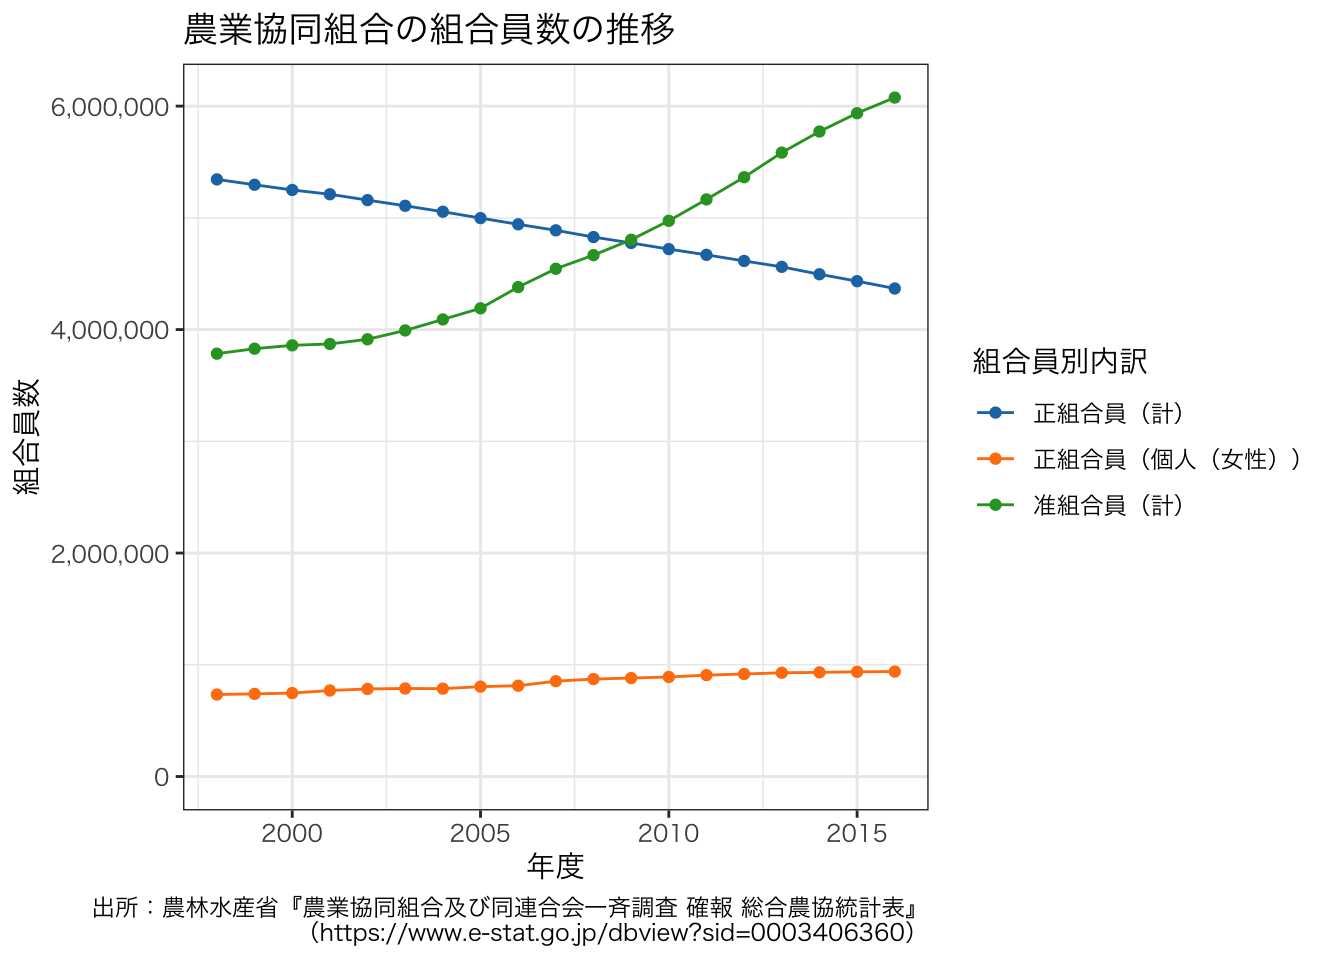 農業協同組合の組合員数の推移
6,000,000
4,000,000
2,000,000
0
組合員数
2000
2005
2010
2015
年度
組合員別内訳
正組合員（計）
正組合員（個人（女性））
准組合員（計）
出所：農林水産省『農業協同組合及び同連合会一斉調査 確報 総合農協統計表』
（https://www.e-stat.go.jp/dbview?sid=0003406360）